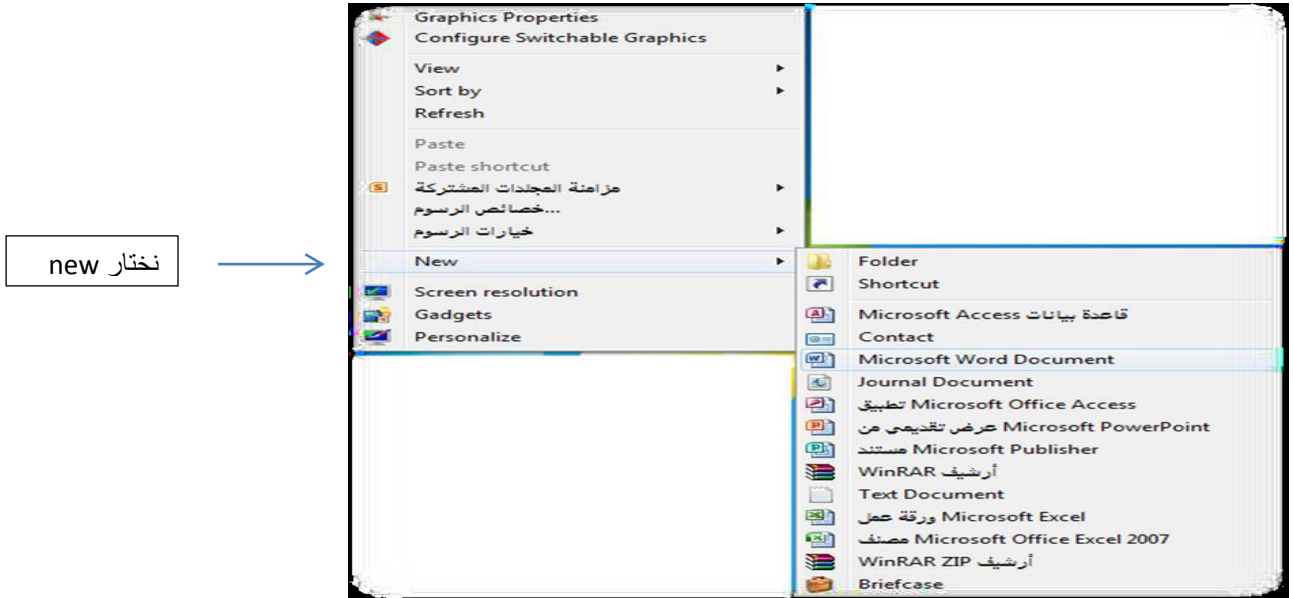 Graphics Properties
Configure Switchable Graphics
View
Sort by
Refresh
Paste
Paste shortcut
مزامنة المجلدات المشتركة
خصائص الرسوم...
خيارات الرسوم
نختار new
New
Screen resolution
Gadgets
Personalize
Folder
Shortcut
قاعدة بيانات Microsoft Access
Contact
Microsoft Word Document
Journal Document
تطبيق Microsoft Office Access
عرض تقديمي من Microsoft PowerPoint
مستند Microsoft Publisher
أرشيف WinRAR
Text Document
ورقة عمل Microsoft Excel
مصنف Microsoft Office Excel 2007
أرشيف WinRAR ZIP
Briefcase